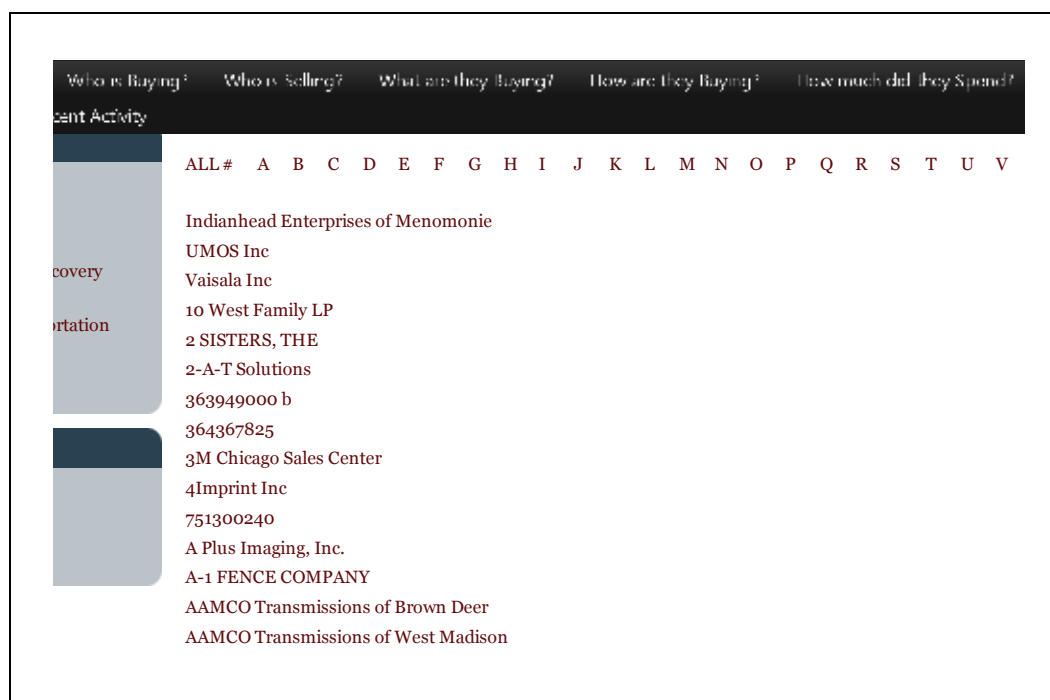 Who is Buying? Who is Selling? What are they Buying? How are they Buying? How much did they Spend?
cent Activity
ALL # A B C D E F G H I J K L M N O P Q R S T U V
Indianhead Enterprises of Menomonie
UMOS Inc
covery
Vaisala Inc
10 West Family LP
ortation
2 SISTERS, THE
2-A-T Solutions
363949000 b
364367825
3M Chicago Sales Center
4Imprint Inc
751300240
A Plus Imaging, Inc.
A-1 FENCE COMPANY
AAMCO Transmissions of Brown Deer
AAMCO Transmissions of West Madison